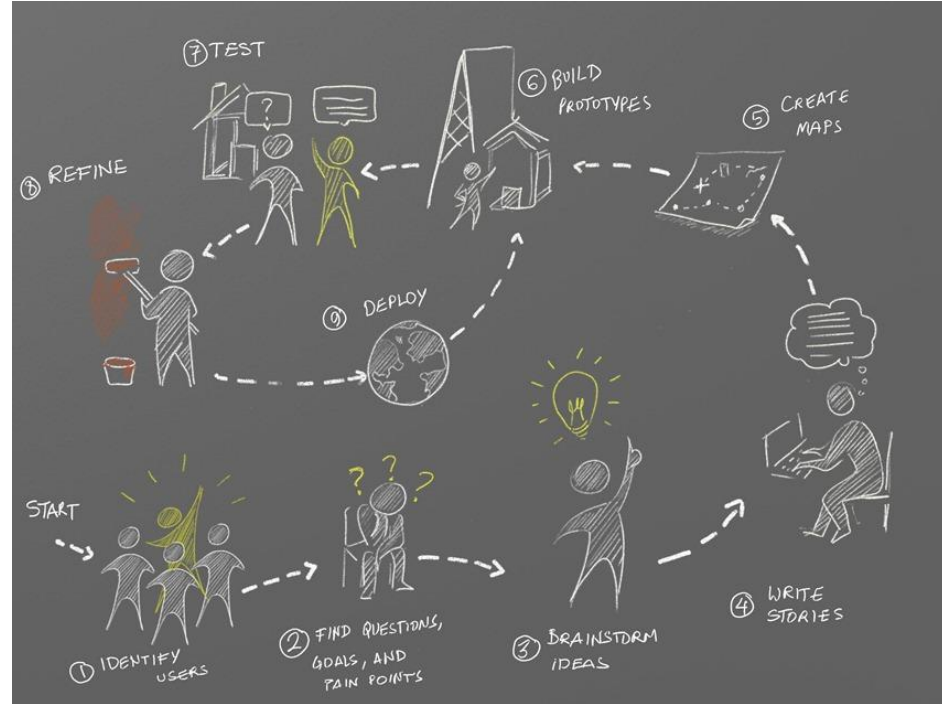 START
① IDENTIFY
USERS
② FIND QUESTIONS,
GOALS, AND
PAIN POINTS
③ BRAINSTORM
IDEAS
④ WRITE
STORIES
⑤ CREATE
MAPS
⑥ BUILD
PROTOTYPES
⑦ TEST
⑧ REFINE
⑨ DEPLOY
? ? ?
?